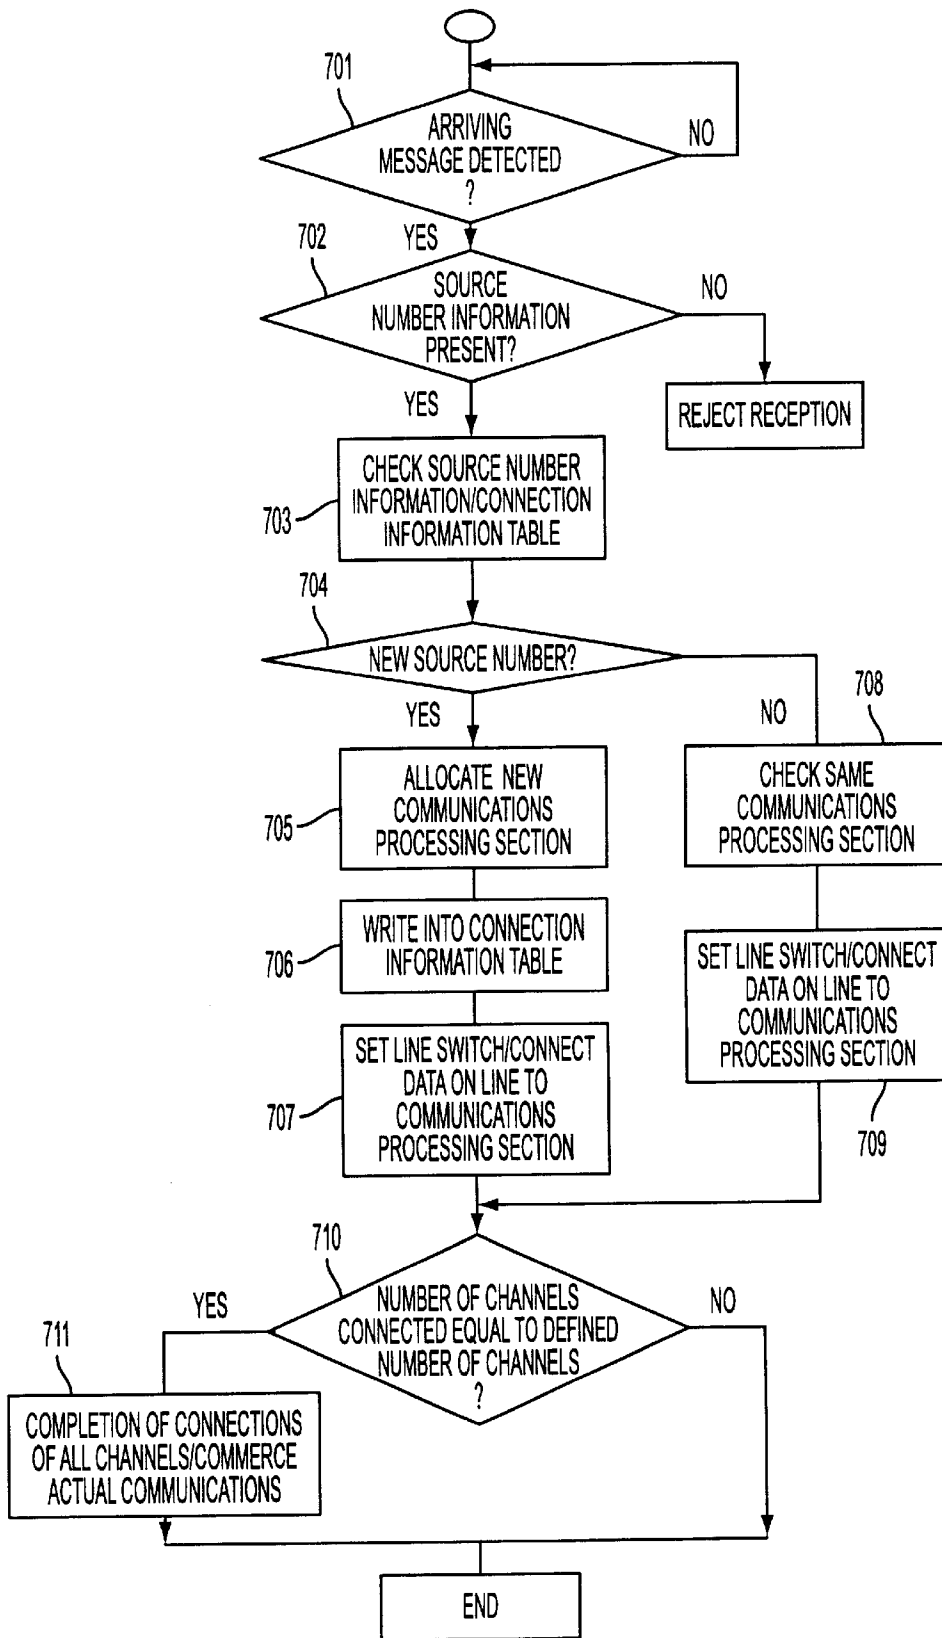 701
ARRIVING
MESSAGE DETECTED
?
NO
YES
702
SOURCE
NUMBER INFORMATION
PRESENT?
NO
YES
REJECT RECEPTION
CHECK SOURCE NUMBER
INFORMATION/CONNECTION
INFORMATION TABLE
703
704
NEW SOURCE NUMBER?
YES
NO
708
ALLOCATE NEW
COMMUNICATIONS
PROCESSING SECTION
705
CHECK SAME
COMMUNICATIONS
PROCESSING SECTION
WRITE INTO CONNECTION
INFORMATION TABLE
706
SET LINE SWITCH/CONNECT
DATA ON LINE TO
COMMUNICATIONS
PROCESSING SECTION
709
SET LINE SWITCH/CONNECT
DATA ON LINE TO
COMMUNICATIONS
PROCESSING SECTION
707
710
NUMBER OF CHANNELS
CONNECTED EQUAL TO DEFINED
NUMBER OF CHANNELS
?
YES
NO
711
COMPLETION OF CONNECTIONS
OF ALL CHANNELS/COMMERCE
ACTUAL COMMUNICATIONS
END